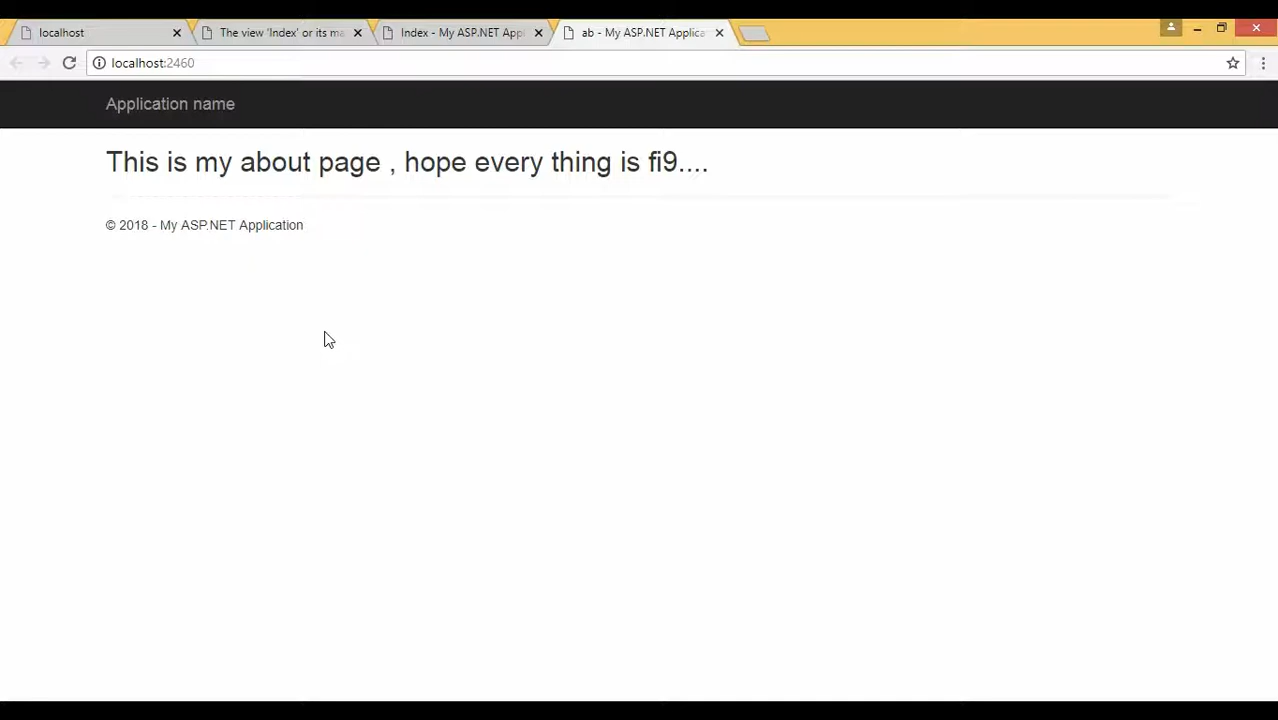 localhost
The view 'Index' or its ma
Index - My ASP.NET Appl
ab - My ASP.NET Applica
localhost:2460
Application name
This is my about page , hope every thing is fi9....
© 2018 - My ASP.NET Application